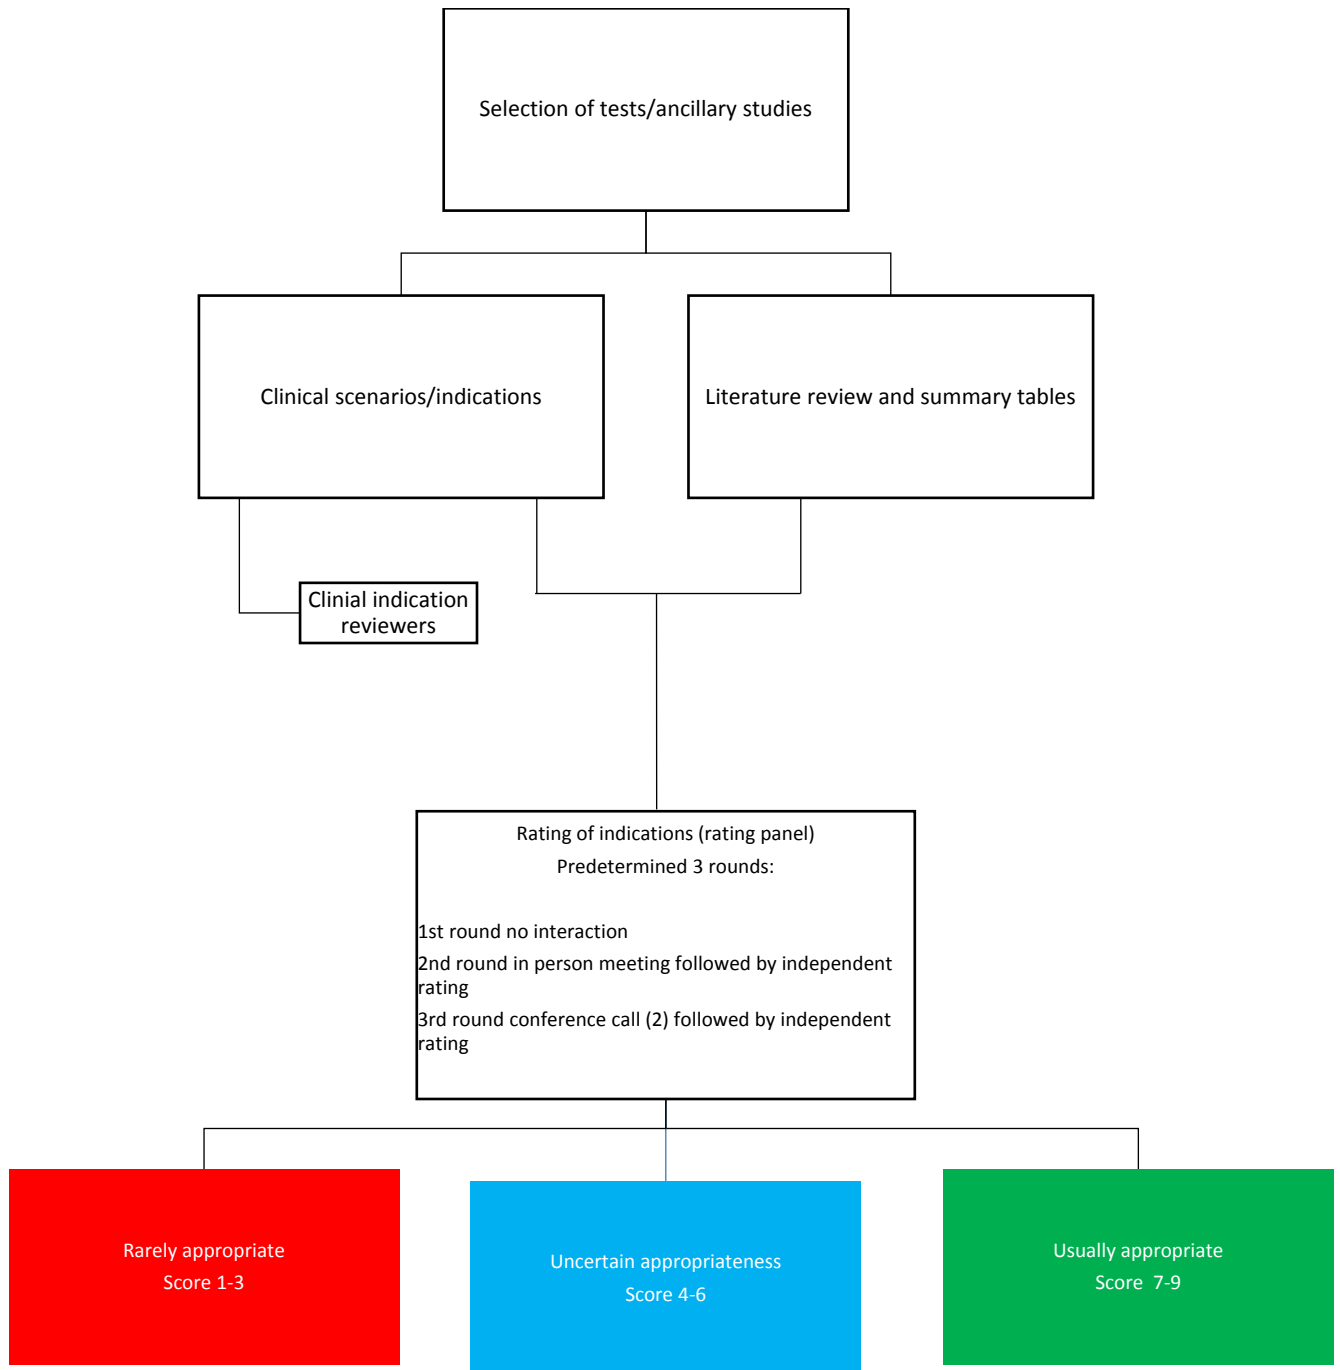 Selection of tests/ancillary studies
Clinical scenarios/indications
Literature review and summary tables
Clinial indication
reviewers
Rating of indications (rating panel)
Predetermined 3 rounds:
1st round no interaction
2nd round in person meeting followed by independent
rating
3rd round conference call (2) followed by independent
rating
Rarely appropriate
Score 1-3
Uncertain appropriateness
Score 4-6
Usually appropriate
Score 7-9